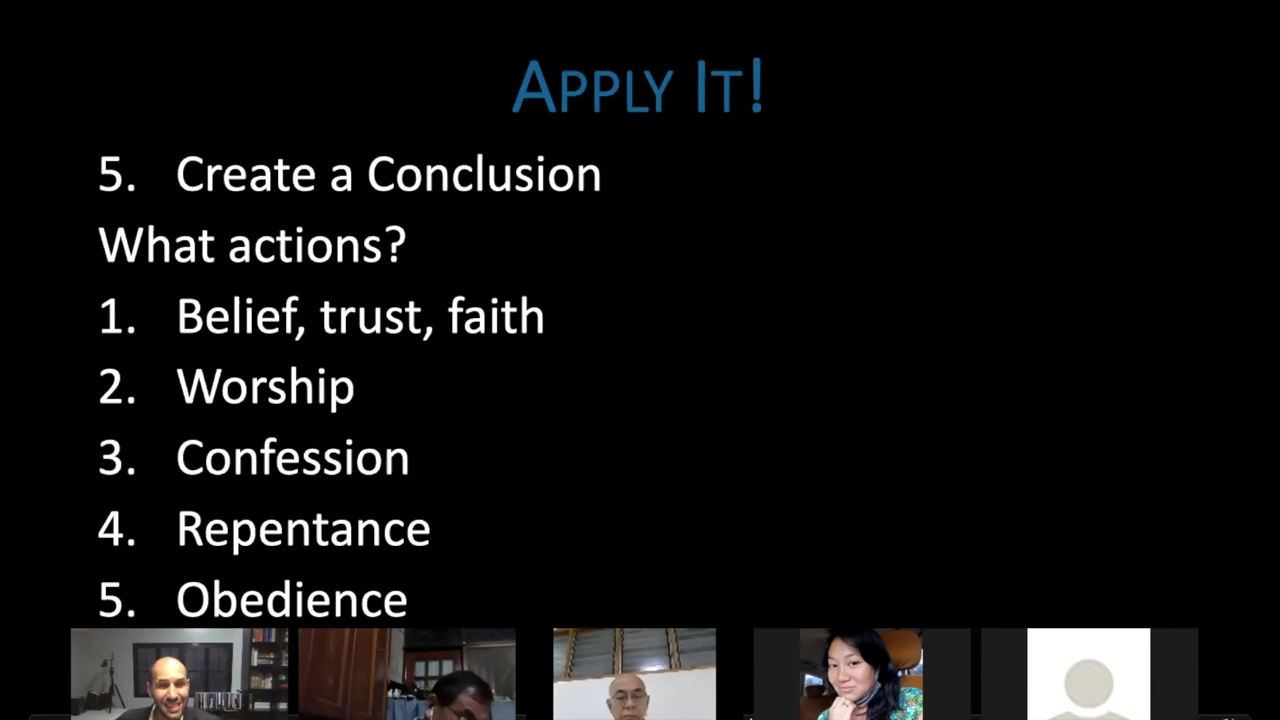 APPLY IT!
5. Create a Conclusion
What actions?
1. Belief, trust, faith
2. Worship
3. Confession
4. Repentance
5. Obedience